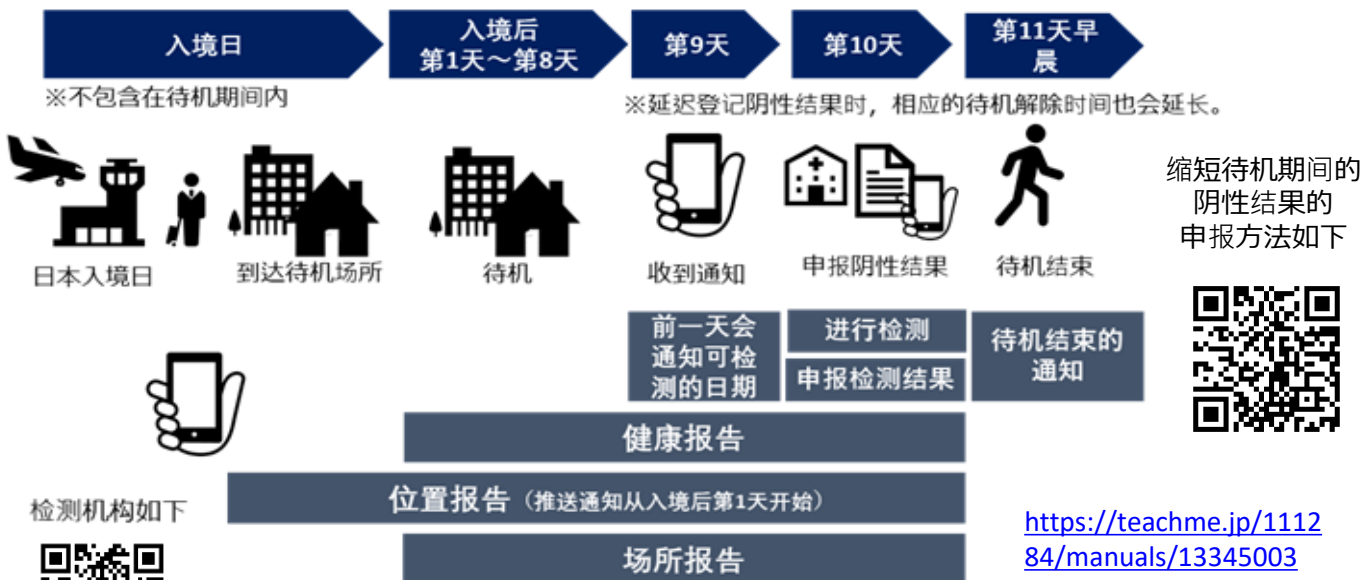 入境日
入境后
第1天～第8天
第9天
第10天
第11天早
晨
※不包含在待机期间内
※延迟登记阴性结果时，相应的待机解除时间也会延长。
缩短待机期间的
阴性结果的
申报方法如下
日本入境日
到达待机场所
待机
收到通知
申报阴性结果
待机结束
前一天会
通知可检
测的日期
进行检测
申报检测结果
待机结束的
通知
健康报告
位置报告（推送通知从入境后第1天开始）
场所报告
检测机构如下
https://teachme.jp/1112
84/manuals/13345003